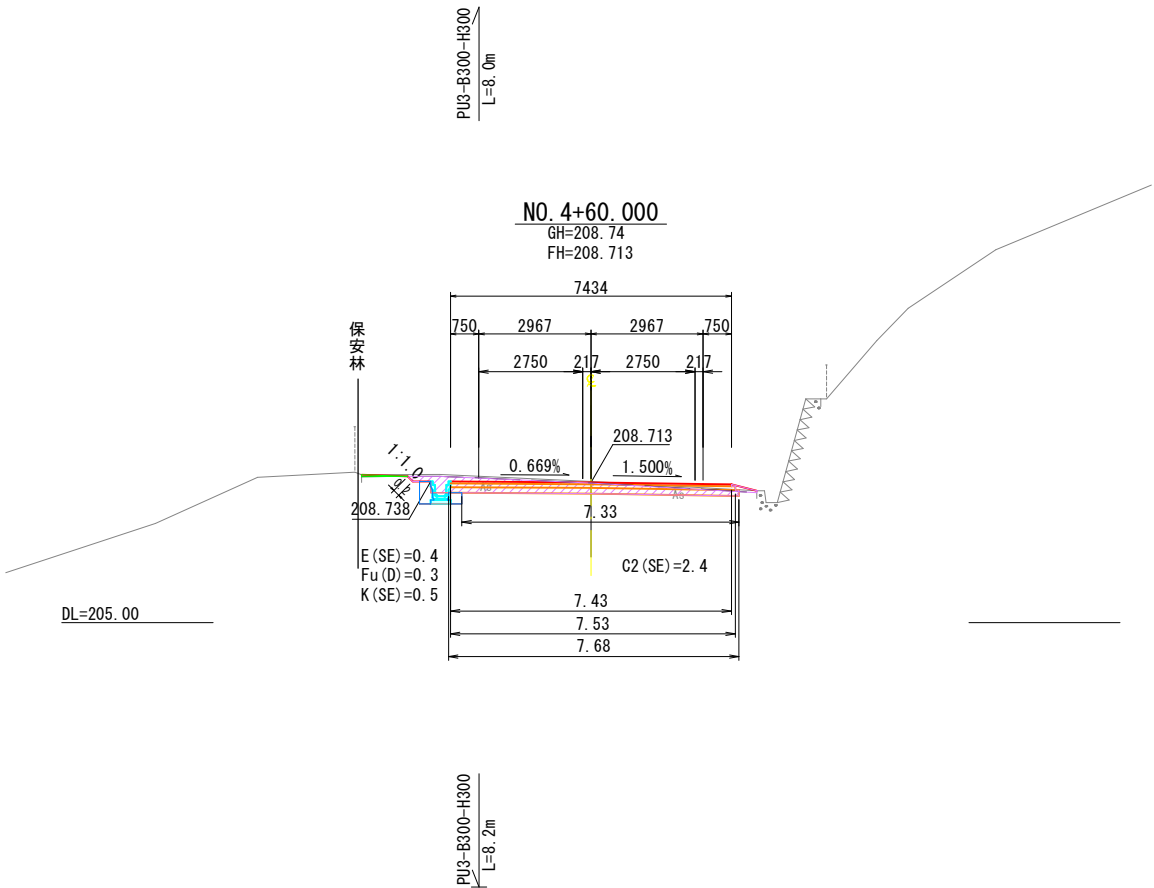 PU3-B300-H300
L=8.0m
NO.4+60.000
GH=208.74
FH=208.713
7434
750
2967
2967
750
保安林
2750
217
2750
217
208.713
1:1.0
0.669%
1.500%
As
As
208.738
7.33
E(SE)=0.4
Fu(D)=0.3
K(SE)=0.5
C2(SE)=2.4
7.43
DL=205.00
7.53
7.68
PU3-B300-H300
L=8.2m